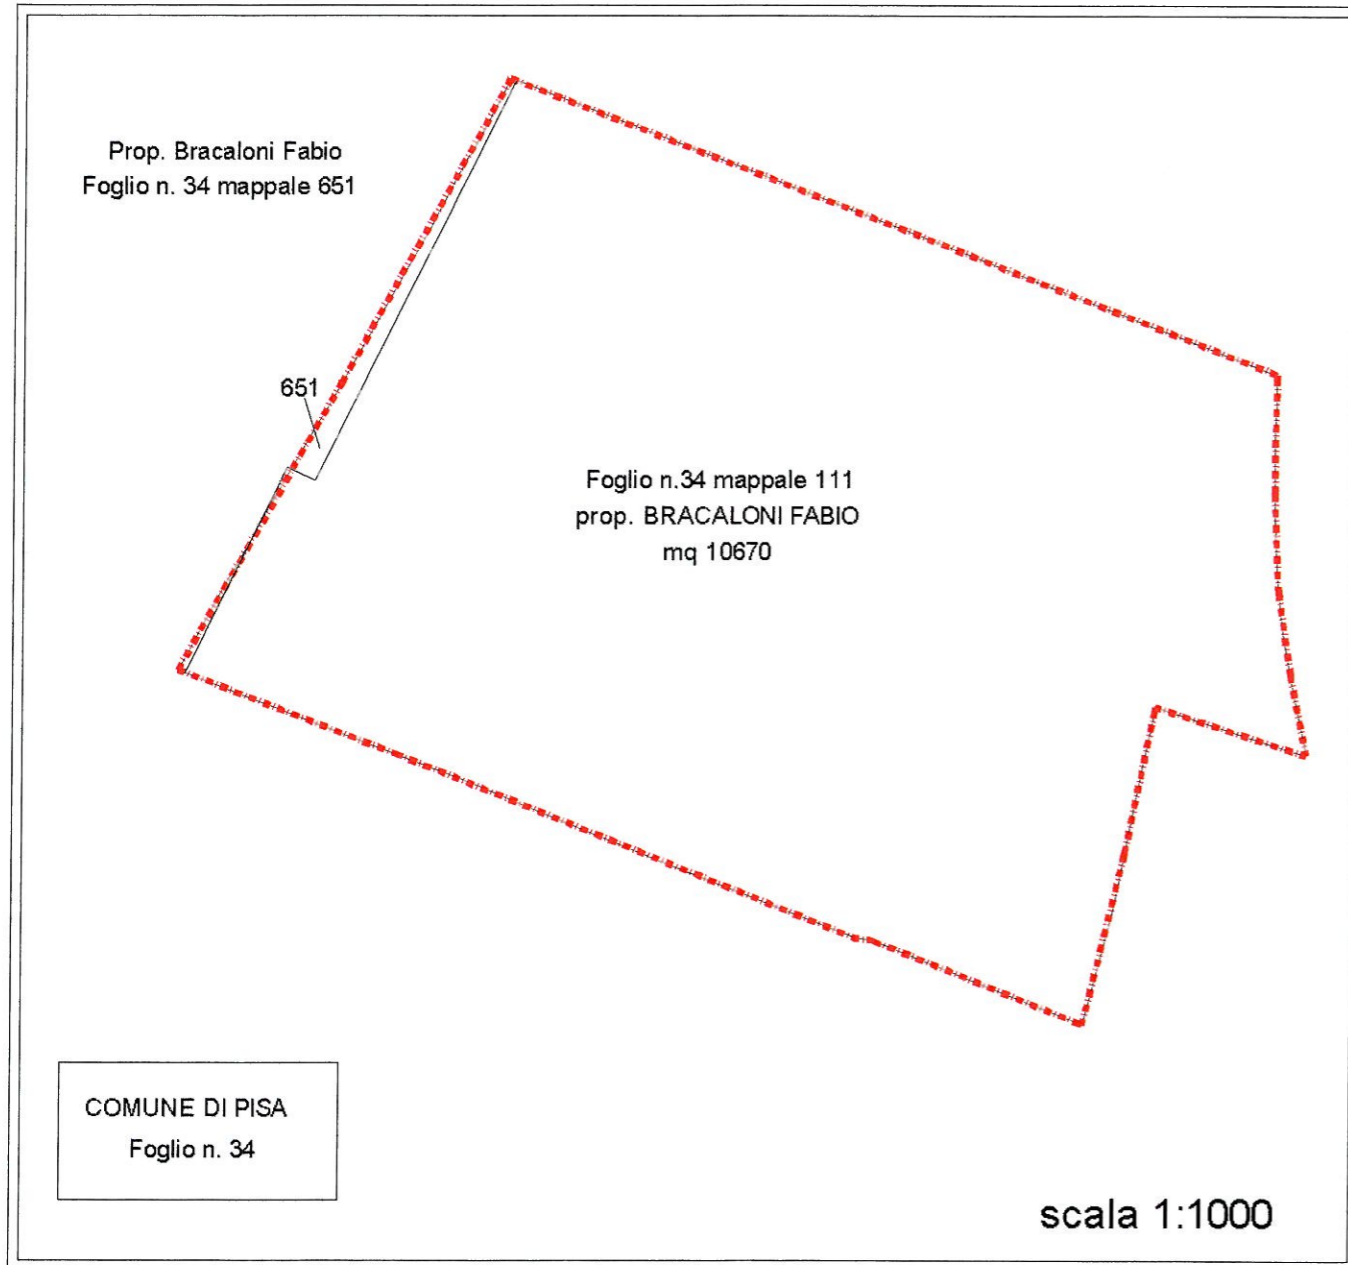 Prop. Bracaloni Fabio
Foglio n. 34 mappale 651
651
Foglio n.34 mappale 111
prop. BRACALONI FABIO
mq 10670
COMUNE DI PISA
Foglio n. 34
scala 1:1000